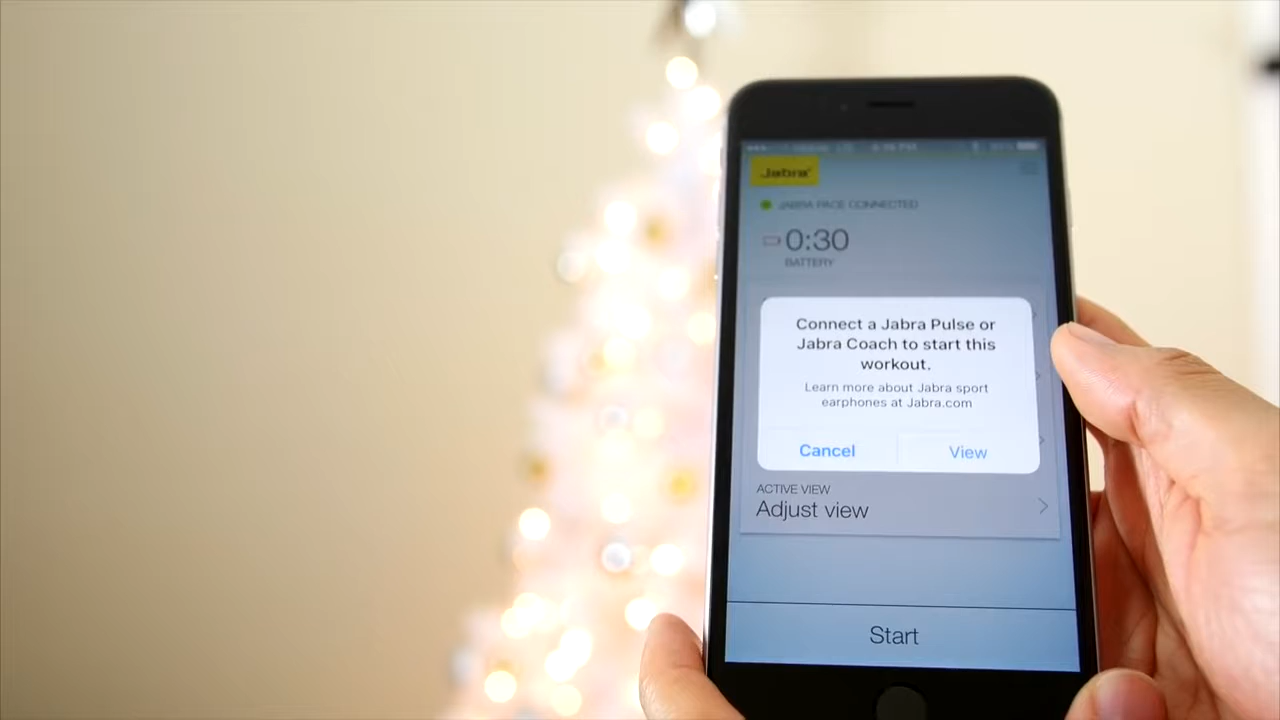 Jabra
JABRA PACE CONNECTED
0:30
BATTERY
Connect a Jabra Pulse or
Jabra Coach to start this
workout.
Learn more about Jabra sport
earphones at Jabra.com
Cancel
View
ACTIVE VIEW
Adjust view
Start